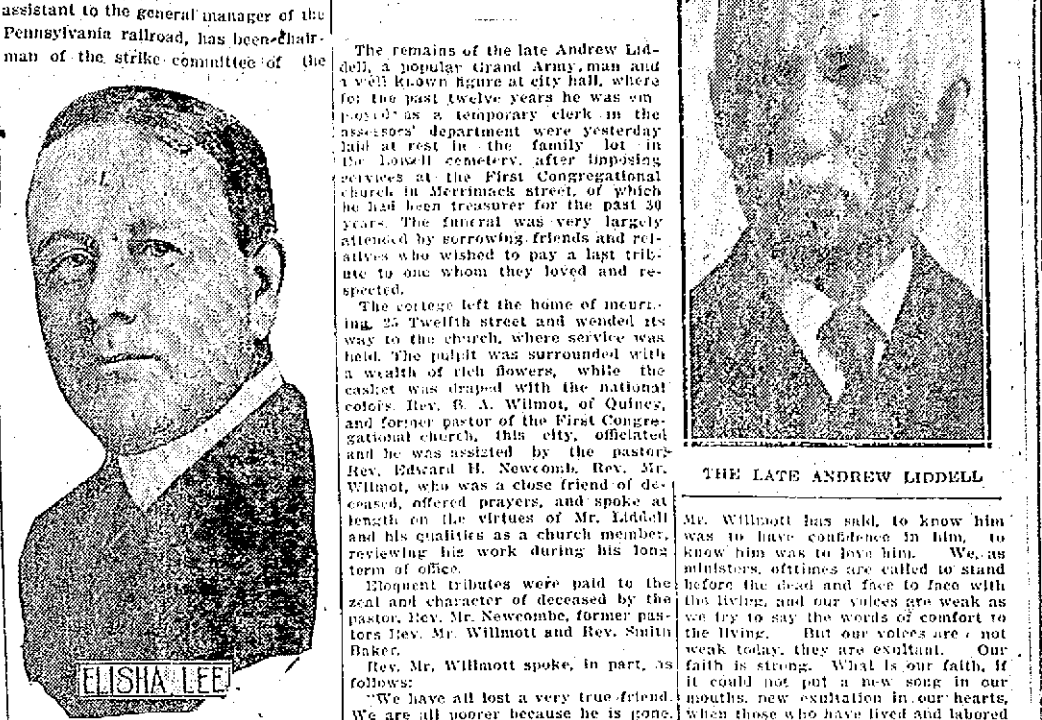 assistant to the general manager of the
Pennsylvania railroad, has been chair-
man of the strike committee of the
ELISHA LEE
The remains of the late Andrew Lid-
dell, a popular Grand Army man and
a well known figure at city hall, where
for the past twelve years he was em-
ployed as a temporary clerk in the
assessors' department were yesterday
laid at rest in the family lot in
the Lowell cemetery, after imposing
services at the First Congregational
church in Merrimack street, of which
he had been treasurer for the past 30
years. The funeral was very largely
attended by sorrowing friends and rel-
atives who wished to pay a last trib-
ute to one whom they loved and re-
spected.
The cortege left the home of mourn-
ing, 25 Twelfth street and wended its
way to the church, where service was
held. The pulpit was surrounded with
a wealth of rich flowers, while the
casket was draped with the national
colors. Rev. B. A. Wilmot, of Quincy,
and former pastor of the First Congre-
gational church, this city, officiated
and he was assisted by the pastor,
Rev. Edward H. Newcomb. Rev. Mr.
Wilmot, who was a close friend of de-
ceased, offered prayers, and spoke at
length on the virtues of Mr. Liddell
and his qualities as a church member,
reviewing his work during his long
term of office.
Eloquent tributes were paid to the
zeal and character of deceased by the
pastor, Rev. Mr. Newcombe, former pas-
tors Rev. Mr. Willmott and Rev. Smith
Baker.
Rev. Mr. Willmott spoke, in part, as
follows:
"We have all lost a very true friend.
We are all poorer because he is gone.
THE LATE ANDREW LIDDELL
Mr. Willmott has said, to know him
was to have confidence in him, to
know him was to love him. We, as
ministers, ofttimes are called to stand
before the dead and face to face with
the living, and our voices are weak as
we try to say the words of comfort to
the living. But our voices are not
weak today, they are exultant. Our
faith is strong. What is our faith, if
it could not put a new song in our
mouths, new exultation in our hearts,
when those who have lived and labored